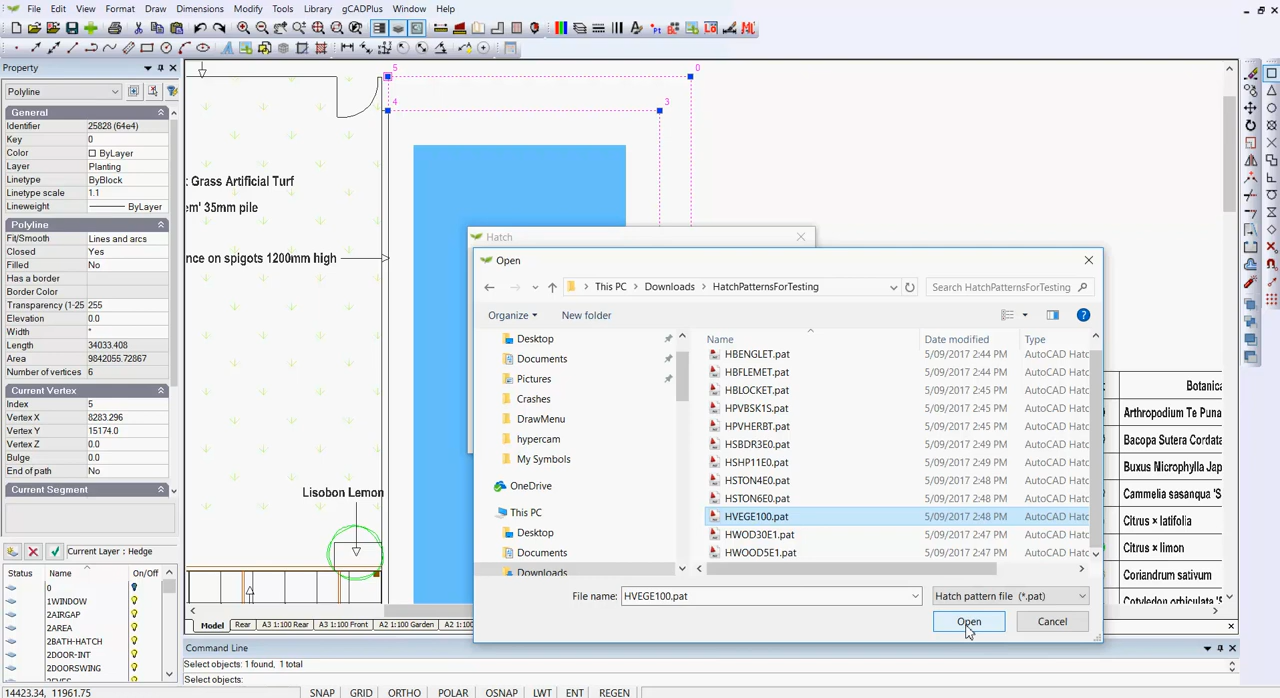 File Edit View Format Draw Dimensions Modify Tools Library gCADPlus Window Help
Property
Polyline
General
Identifier 25828 (64e4)
Key 0
Color ByLayer
Layer Planting
Linetype ByBlock
Linetype scale 1.1
Lineweight ByLayer
Polyline
Fit/Smooth Lines and arcs
Closed Yes
Filled No
Has a border
Border Color
Transparency (1-25 255
Elevation 0.0
Width *
Length 34033.408
Area 9842055.72867
Number of vertices 6
Current Vertex
Index 5
Vertex X 8283.296
Vertex Y 15174.0
Vertex Z 0.0
Bulge 0.0
End of path No
Current Segment
Current Layer : Hedge
Status Name On/Off
0
1WINDOW
2AIRGAP
2AREA
2BATH-HATCH
2DOOR-INT
2DOORSWING
5 0
4 3
t Grass Artificial Turf
em' 35mm pile
nce on spigots 1200mm high
Lisobon Lemon
Hatch
Open
This PC > Downloads > HatchPatternsForTesting
Search HatchPatternsForTesting
Organize New folder
Desktop
Documents
Pictures
Crashes
DrawMenu
hypercam
My Symbols
OneDrive
This PC
Desktop
Documents
Downloads
Name Date modified Type
HBENGLET.pat 5/09/2017 2:44 PM AutoCAD Hatc
HBFLEMET.pat 5/09/2017 2:44 PM AutoCAD Hatc
HBLOCKET.pat 5/09/2017 2:45 PM AutoCAD Hatc
HPVBSK1S.pat 5/09/2017 2:45 PM AutoCAD Hatc
HPVHERBT.pat 5/09/2017 2:45 PM AutoCAD Hatc
HSBDR3E0.pat 5/09/2017 2:49 PM AutoCAD Hatc
HSHP11E0.pat 5/09/2017 2:49 PM AutoCAD Hatc
HSTON4E0.pat 5/09/2017 2:48 PM AutoCAD Hatc
HSTON6E0.pat 5/09/2017 2:48 PM AutoCAD Hatc
HVEGE100.pat 5/09/2017 2:48 PM AutoCAD Hatc
HWOD30E1.pat 5/09/2017 2:47 PM AutoCAD Hatc
HWOOD5E1.pat 5/09/2017 2:47 PM AutoCAD Hatc
File name: HVEGE100.pat Hatch pattern file (*.pat)
Open Cancel
Botanica
Arthropodium Te Puna
Bacopa Sutera Cordata
Buxus Microphylla Jap
Cammelia sasanqua 'S
Citrus × latifolia
Citrus × limon
Coriandrum sativum
Cotyledon orbiculata 'S
Model Rear A3 1:100 Rear A3 1:100 Front A2 1:100 Garden A2 1:100
Command Line
Select objects: 1 found, 1 total
Select objects:
14423.34, 11961.75 SNAP GRID ORTHO POLAR OSNAP LWT ENT REGEN